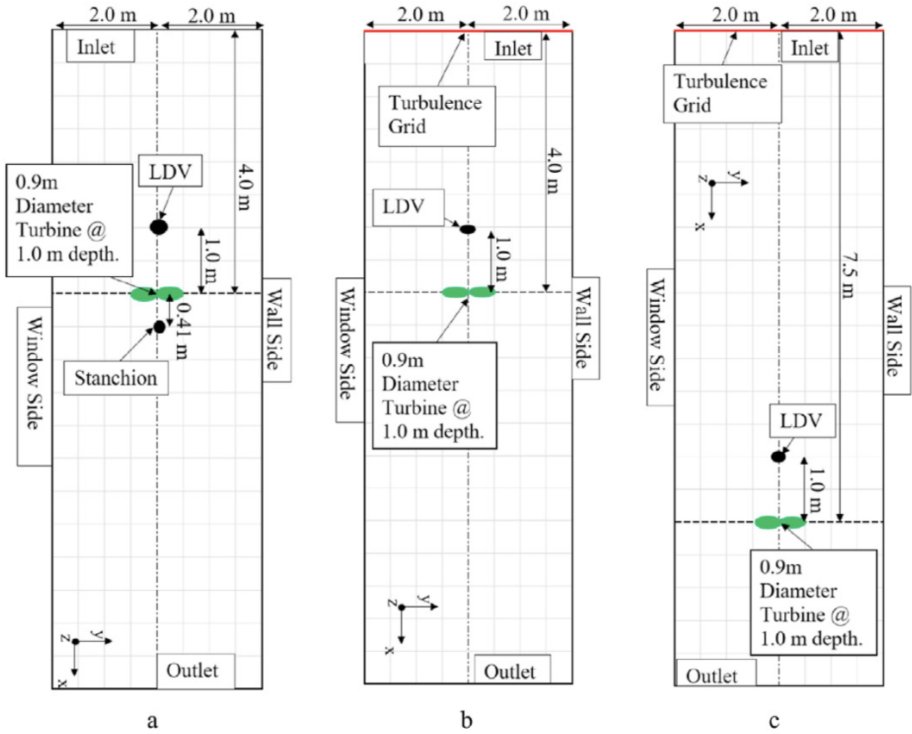 2.0 m
2.0 m
Inlet
4.0 m
LDV
0.9m
Diameter
Turbine @
1.0 m depth.
1.0 m
0.41 m
Stanchion
Window Side
Wall Side
z
y
x
Outlet
a
2.0 m
2.0 m
Inlet
Turbulence
Grid
4.0 m
LDV
1.0 m
Window Side
Wall Side
0.9m
Diameter
Turbine @
1.0 m depth.
z
y
x
Outlet
b
2.0 m
2.0 m
Inlet
Turbulence
Grid
z
y
x
7.5 m
Window Side
Wall Side
LDV
1.0 m
0.9m
Diameter
Turbine @
1.0 m depth.
Outlet
c